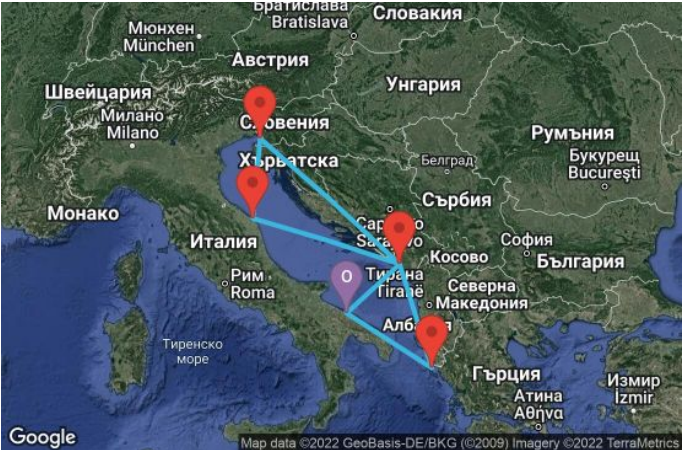 Братислава
Bratislava
Словакия
Мюнхен
München
Австрия
Унгария
Швейцария
Милано
Milano
Словения
Румъния
Хърватска
Белград
Букурещ
București
Сърбия
Монако
Сараево
Sarajevo
Италия
София
Косово
България
Рим
Roma
Тирана
Tiranë
Северна
Македония
O
Албания
Тиренско
море
Гърция
Измир
İzmir
Атина
Αθήνα
Google
Map data ©2022 GeoBasis-DE/BKG (©2009) Imagery ©2022 TerraMetrics